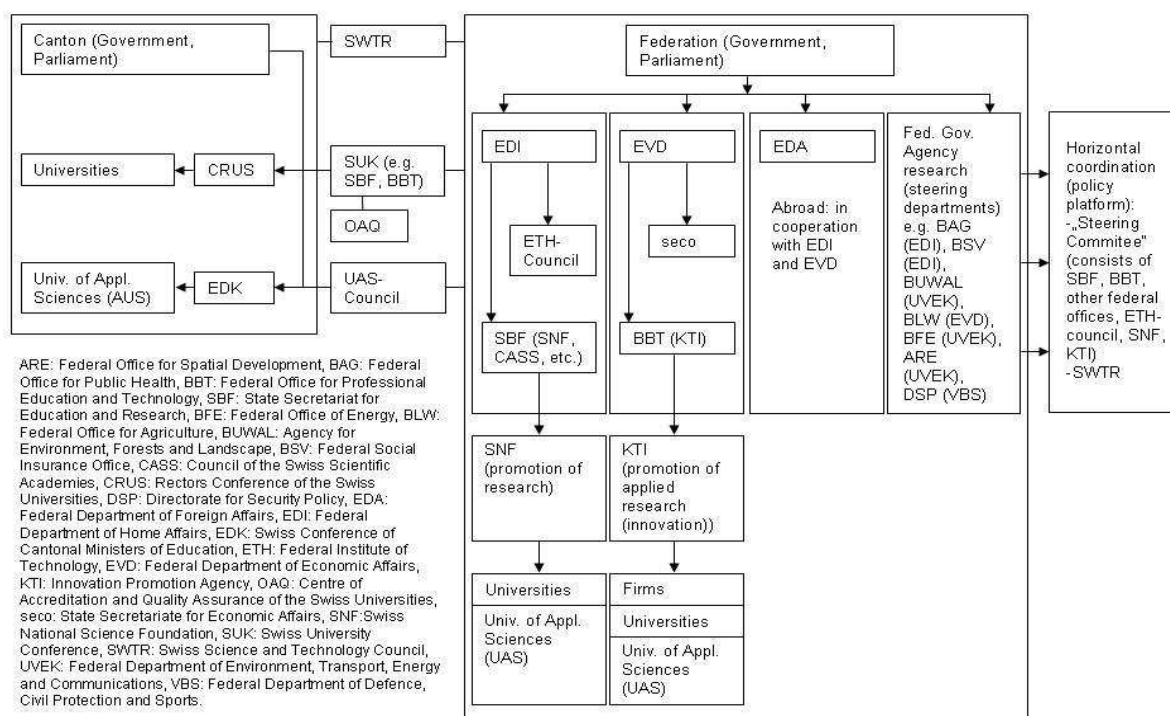 Canton (Government,
Parliament)
SWTR
Federation (Government,
Parliament)
Universities
CRUS
SUK (e.g.
SBF, BBT)
OAQ
Univ. of Appl.
Sciences (AUS)
EDK
UAS-
Council
EDI
ETH-
Council
SBF (SNF,
CASS, etc.)
EVD
seco
BBT (KTI)
EDA
Abroad: in
cooperation
with EDI
and EVD
Fed. Gov.
Agency
research
(steering
departments)
e.g. BAG
(EDI), BSV
(EDI),
BUWAL
(UVEK),
BLW (EVD),
BFE (UVEK),
ARE
(UVEK),
DSP (VBS)
Horizontal
coordination
(policy
platform):
-„Steering
Commitee"
(consists of
SBF, BBT,
other federal
offices, ETH-
council, SNF,
KTI)
-SWTR
SNF
(promotion of
research)
KTI
(promotion of
applied
research
(innovation))
Universities
Univ. of Appl.
Sciences
(UAS)
Firms
Universities
Univ. of Appl.
Sciences
(UAS)
ARE: Federal Office for Spatial Development, BAG: Federal
Office for Public Health, BBT: Federal Office for Professional
Education and Technology, SBF: State Secretariat for
Education and Research, BFE: Federal Office of Energy, BLW:
Federal Office for Agriculture, BUWAL: Agency for
Environment, Forests and Landscape, BSV: Federal Social
Insurance Office, CASS: Council of the Swiss Scientific
Academies, CRUS: Rectors Conference of the Swiss
Universities, DSP: Directorate for Security Policy, EDA:
Federal Department of Foreign Affairs, EDI: Federal
Department of Home Affairs, EDK: Swiss Conference of
Cantonal Ministers of Education, ETH: Federal Institute of
Technology, EVD: Federal Department of Economic Affairs,
KTI: Innovation Promotion Agency, OAQ: Centre of
Accreditation and Quality Assurance of the Swiss Universities,
seco: State Secretariate for Economic Affairs, SNF:Swiss
National Science Foundation, SUK: Swiss University
Conference, SWTR: Swiss Science and Technology Council,
UVEK: Federal Department of Environment, Transport, Energy
and Communications, VBS: Federal Department of Defence,
Civil Protection and Sports.